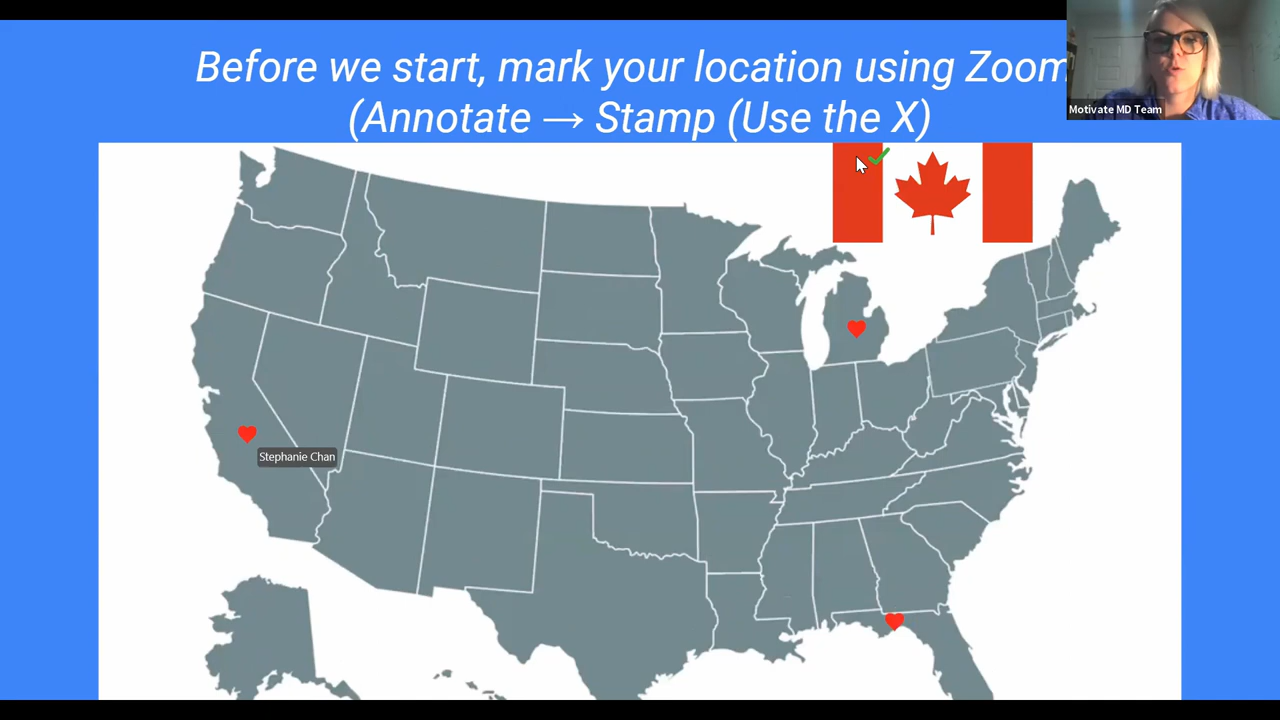 Before we start, mark your location using Zoom
(Annotate → Stamp (Use the X)
Motivate MD Team
Stephanie Chan